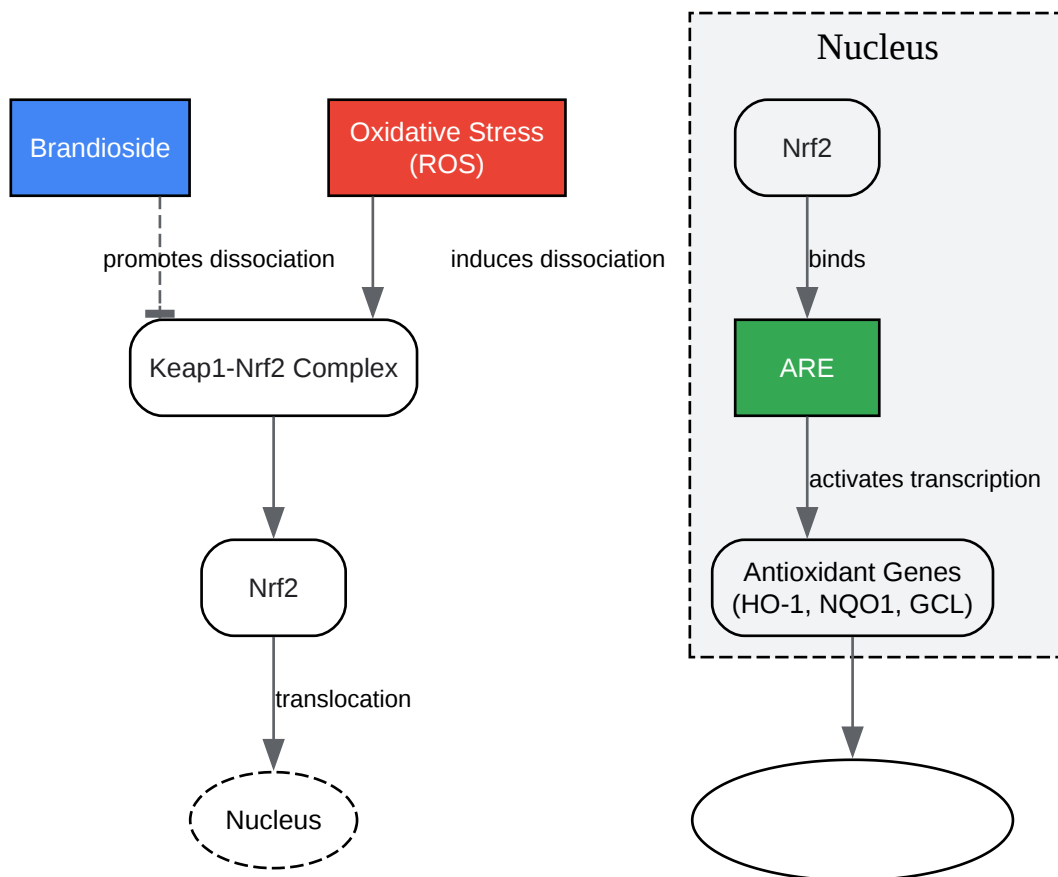 Nucleus
Brandioside
Oxidative Stress
(ROS)
Nrf2
promotes dissociation
induces dissociation
binds
Keap1-Nrf2 Complex
ARE
activates transcription
Nrf2
Antioxidant Genes
(HO-1, NQO1, GCL)
translocation
Nucleus